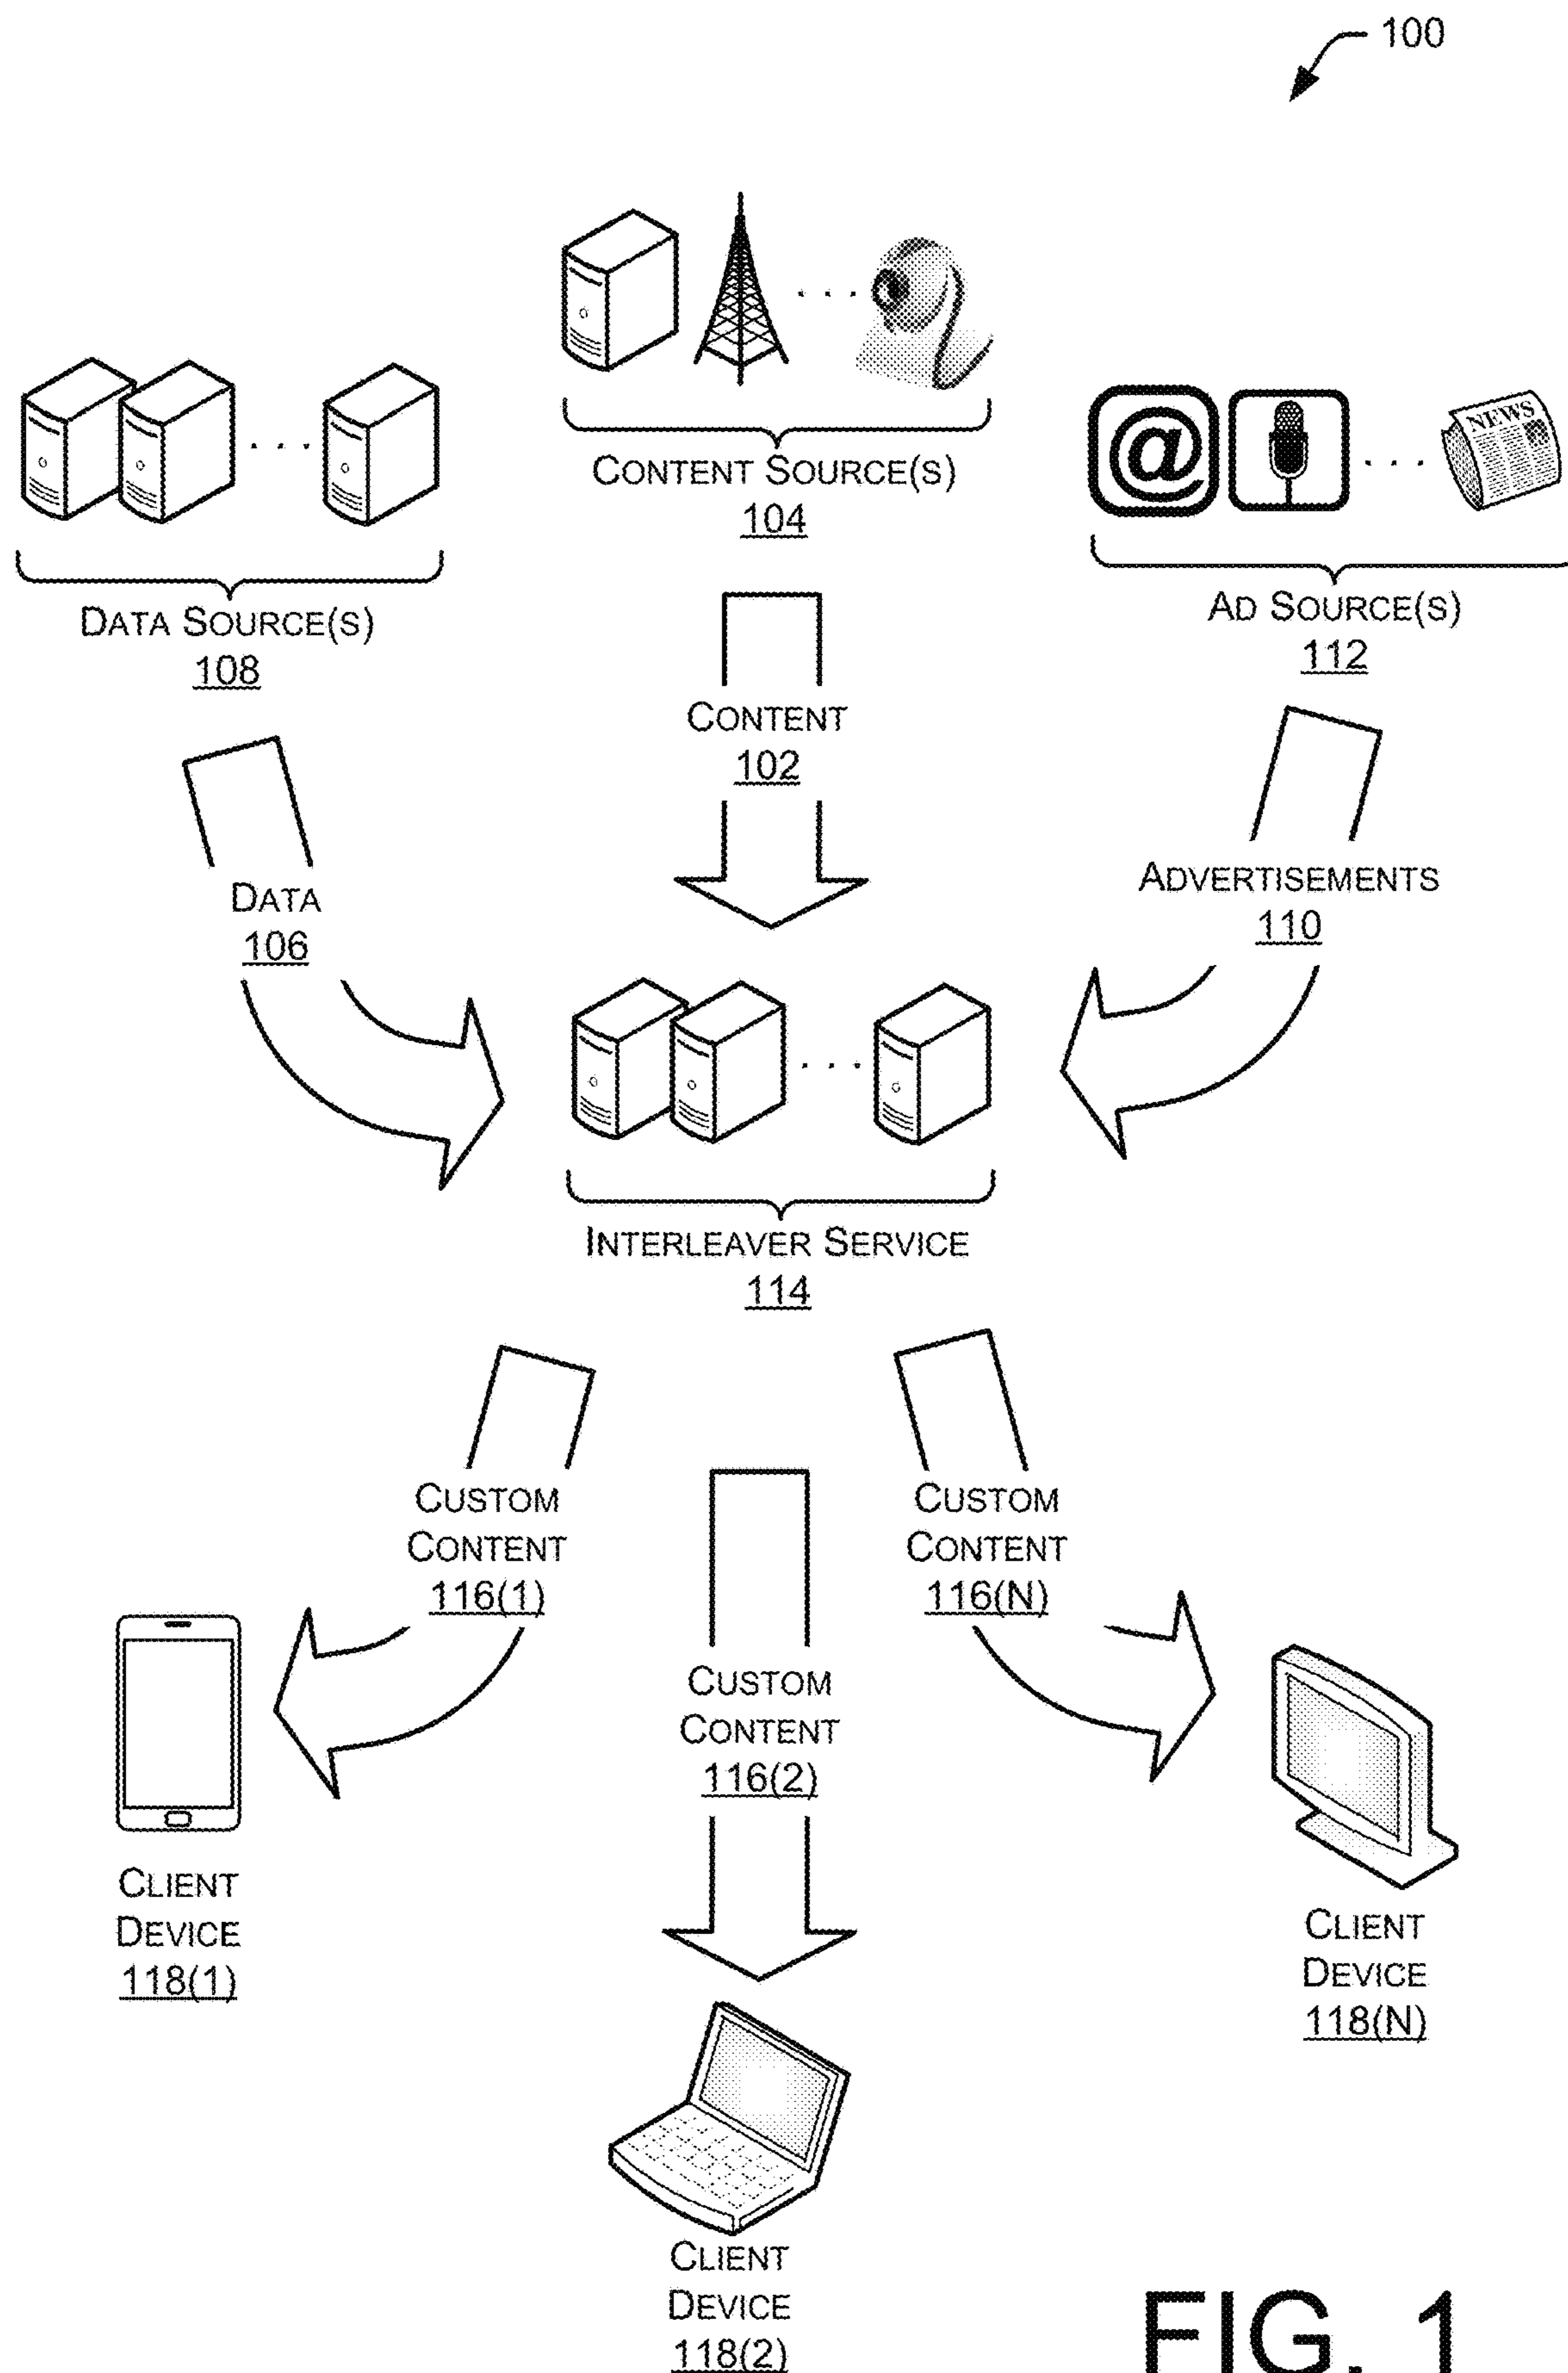 100
CONTENT SOURCE(S)
104
@
NEWS
DATA SOURCE(S)
108
AD SOURCE(S)
112
CONTENT
102
DATA
106
ADVERTISEMENTS
110
INTERLEAVER SERVICE
114
CUSTOM
CONTENT
116(1)
CUSTOM
CONTENT
116(2)
CUSTOM
CONTENT
116(N)
CLIENT
DEVICE
118(1)
CLIENT
DEVICE
118(N)
CLIENT
DEVICE
118(2)
FIG. 1